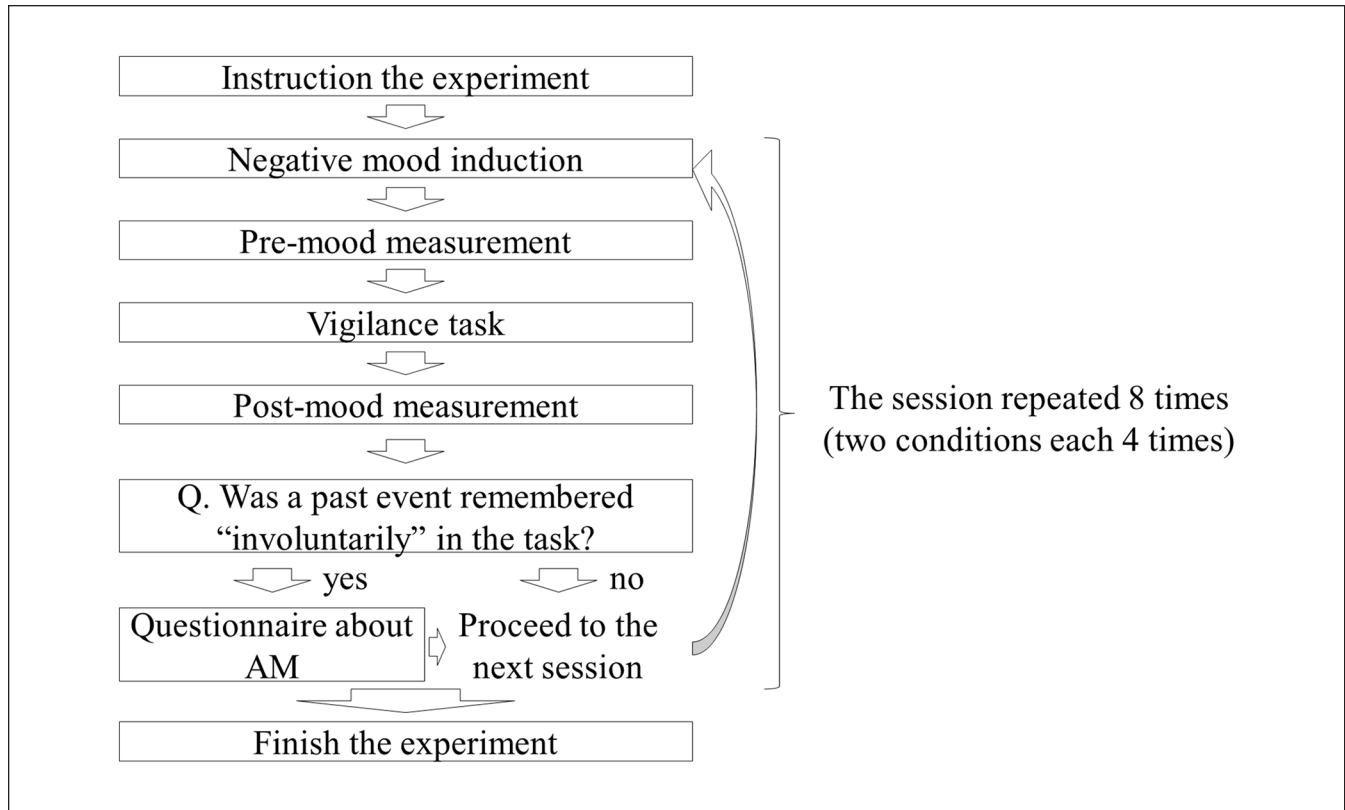 Instruction the experiment
Negative mood induction
Pre-mood measurement
Vigilance task
Post-mood measurement
Q. Was a past event remembered
“involuntarily” in the task?
yes
no
Questionnaire about
AM
Proceed to the
next session
Finish the experiment
The session repeated 8 times
(two conditions each 4 times)